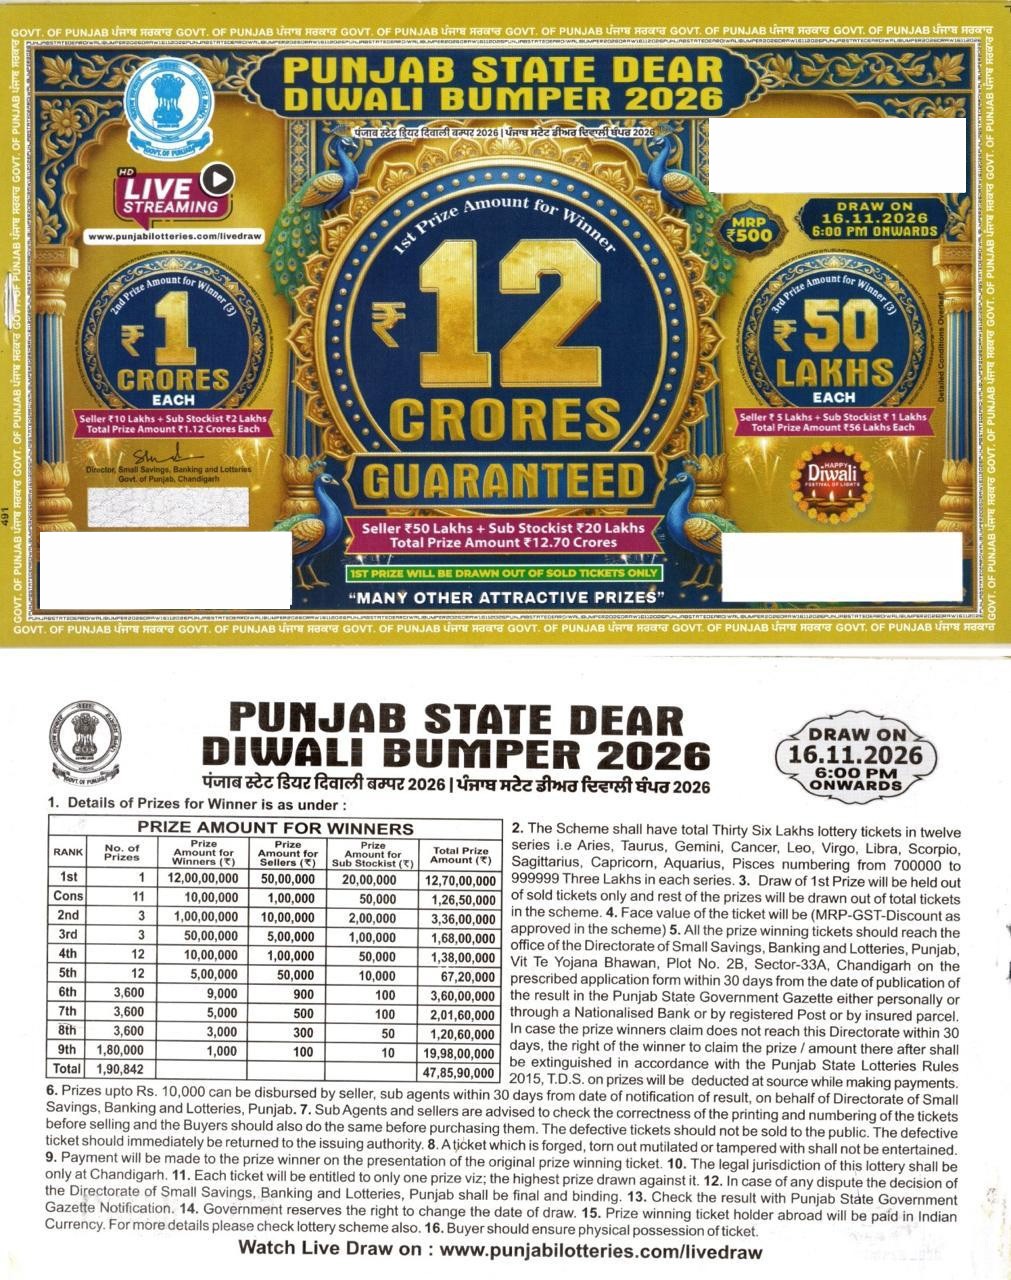 GOVT. OF PUNJAB ਪੰਜਾਬ ਸਰਕਾਰ GOVT. OF PUNJAB ਪੰਜਾਬ ਸਰਕਾਰ GOVT. OF PUNJAB ਪੰਜਾਬ ਸਰਕਾਰ GOVT. OF PUNJAB ਪੰਜਾਬ ਸਰਕਾਰ GOVT. OF PUNJAB ਪੰਜਾਬ ਸਰਕਾਰ GOVT. OF PUNJAB ਪੰਜਾਬ ਸਰਕਾਰ
PUNJAB STATE DEAR
DIWALI BUMPER 2026
पंजाब स्टेट डियर दिवाली बम्पर 2026 | ਪੰਜਾਬ ਸਟੇਟ ਡੀਅਰ ਦਿਵਾਲੀ ਬੰਪਰ 2026
GOVT. OF PUNJAB
HD
LIVE
STREAMING
www.punjabilotteries.com/livedraw
MRP
₹500
DRAW ON
16.11.2026
6:00 PM ONWARDS
1st Prize Amount for Winner
₹12
CRORES
GUARANTEED
2nd Prize Amount for Winner (3)
₹1
CRORES
EACH
Seller ₹10 Lakhs + Sub Stockist ₹2 Lakhs
Total Prize Amount ₹1.12 Crores Each
3rd Prize Amount for Winner (3)
₹50
LAKHS
EACH
Seller ₹ 5 Lakhs + Sub Stockist ₹ 1 Lakhs
Total Prize Amount ₹56 Lakhs Each
Detailed Conditions Overleaf
Director, Small Savings, Banking and Lotteries
Govt. of Punjab, Chandigarh
HAPPY
Diwali
FESTIVAL OF LIGHTS
491
Seller ₹50 Lakhs + Sub Stockist ₹20 Lakhs
Total Prize Amount ₹12.70 Crores
1ST PRIZE WILL BE DRAWN OUT OF SOLD TICKETS ONLY
“MANY OTHER ATTRACTIVE PRIZES”
GOVT. OF PUNJAB ਪੰਜਾਬ ਸਰਕਾਰ GOVT. OF PUNJAB ਪੰਜਾਬ ਸਰਕਾਰ GOVT. OF PUNJAB ਪੰਜਾਬ ਸਰਕਾਰ GOVT. OF PUNJAB ਪੰਜਾਬ ਸਰਕਾਰ GOVT. OF PUNJAB ਪੰਜਾਬ ਸਰਕਾਰ GOVT. OF PUNJAB ਪੰਜਾਬ ਸਰਕਾਰ
PUNJAB STATE DEAR
DIWALI BUMPER 2026
पंजाब स्टेट डियर दिवाली बम्पर 2026 | ਪੰਜਾਬ ਸਟੇਟ ਡੀਅਰ ਦਿਵਾਲੀ ਬੰਪਰ 2026
DRAW ON
16.11.2026
6:00 PM
ONWARDS
1. Details of Prizes for Winner is as under :
PRIZE AMOUNT FOR WINNERS
RANK | No. of Prizes | Prize Amount for Winners (₹) | Prize Amount for Sellers (₹) | Prize Amount for Sub Stockist (₹) | Total Prize Amount (₹)
1st 1 12,00,00,000 50,00,000 20,00,000 12,70,00,000
Cons 11 10,00,000 1,00,000 50,000 1,26,50,000
2nd 3 1,00,00,000 10,00,000 2,00,000 3,36,00,000
3rd 3 50,00,000 5,00,000 1,00,000 1,68,00,000
4th 12 10,00,000 1,00,000 50,000 1,38,00,000
5th 12 5,00,000 50,000 10,000 67,20,000
6th 3,600 9,000 900 100 3,60,00,000
7th 3,600 5,000 500 100 2,01,60,000
8th 3,600 3,000 300 50 1,20,60,000
9th 1,80,000 1,000 100 10 19,98,00,000
Total 1,90,842 47,85,90,000
2. The Scheme shall have total Thirty Six Lakhs lottery tickets in twelve
series i.e Aries, Taurus, Gemini, Cancer, Leo, Virgo, Libra, Scorpio,
Sagittarius, Capricorn, Aquarius, Pisces numbering from 700000 to
999999 Three Lakhs in each series. 3. Draw of 1st Prize will be held out
of sold tickets only and rest of the prizes will be drawn out of total tickets
in the scheme. 4. Face value of the ticket will be (MRP-GST-Discount as
approved in the scheme) 5. All the prize winning tickets should reach the
office of the Directorate of Small Savings, Banking and Lotteries, Punjab,
Vit Te Yojana Bhawan, Plot No. 2B, Sector-33A, Chandigarh on the
prescribed application form within 30 days from the date of publication of
the result in the Punjab State Government Gazette either personally or
through a Nationalised Bank or by registered Post or by insured parcel.
In case the prize winners claim does not reach this Directorate within 30
days, the right of the winner to claim the prize / amount there after shall
be extinguished in accordance with the Punjab State Lotteries Rules
2015, T.D.S. on prizes will be deducted at source while making payments.
6. Prizes upto Rs. 10,000 can be disbursed by seller, sub agents within 30 days from date of notification of result, on behalf of Directorate of Small
Savings, Banking and Lotteries, Punjab. 7. Sub Agents and sellers are advised to check the correctness of the printing and numbering of the tickets
before selling and the Buyers should also do the same before purchasing them. The defective tickets should not be sold to the public. The defective
ticket should immediately be returned to the issuing authority. 8. A ticket which is forged, torn out mutilated or tampered with shall not be entertained.
9. Payment will be made to the prize winner on the presentation of the original prize winning ticket. 10. The legal jurisdiction of this lottery shall be
only at Chandigarh. 11. Each ticket will be entitled to only one prize viz; the highest prize drawn against it. 12. In case of any dispute the decision of
the Directorate of Small Savings, Banking and Lotteries, Punjab shall be final and binding. 13. Check the result with Punjab State Government
Gazette Notification. 14. Government reserves the right to change the date of draw. 15. Prize winning ticket holder abroad will be paid in Indian
Currency. For more details please check lottery scheme also. 16. Buyer should ensure physical possession of ticket.
Watch Live Draw on : www.punjabilotteries.com/livedraw